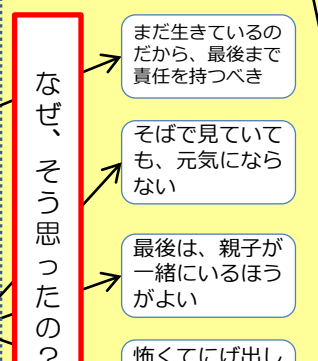 なぜ、そう思ったの？
まだ生きているの
だから、最後まで
責任を持つべき
そばで見ていて
も、元気になら
ない
最後は、親子が
一緒にいるほう
がよい
怖くてにげ出し